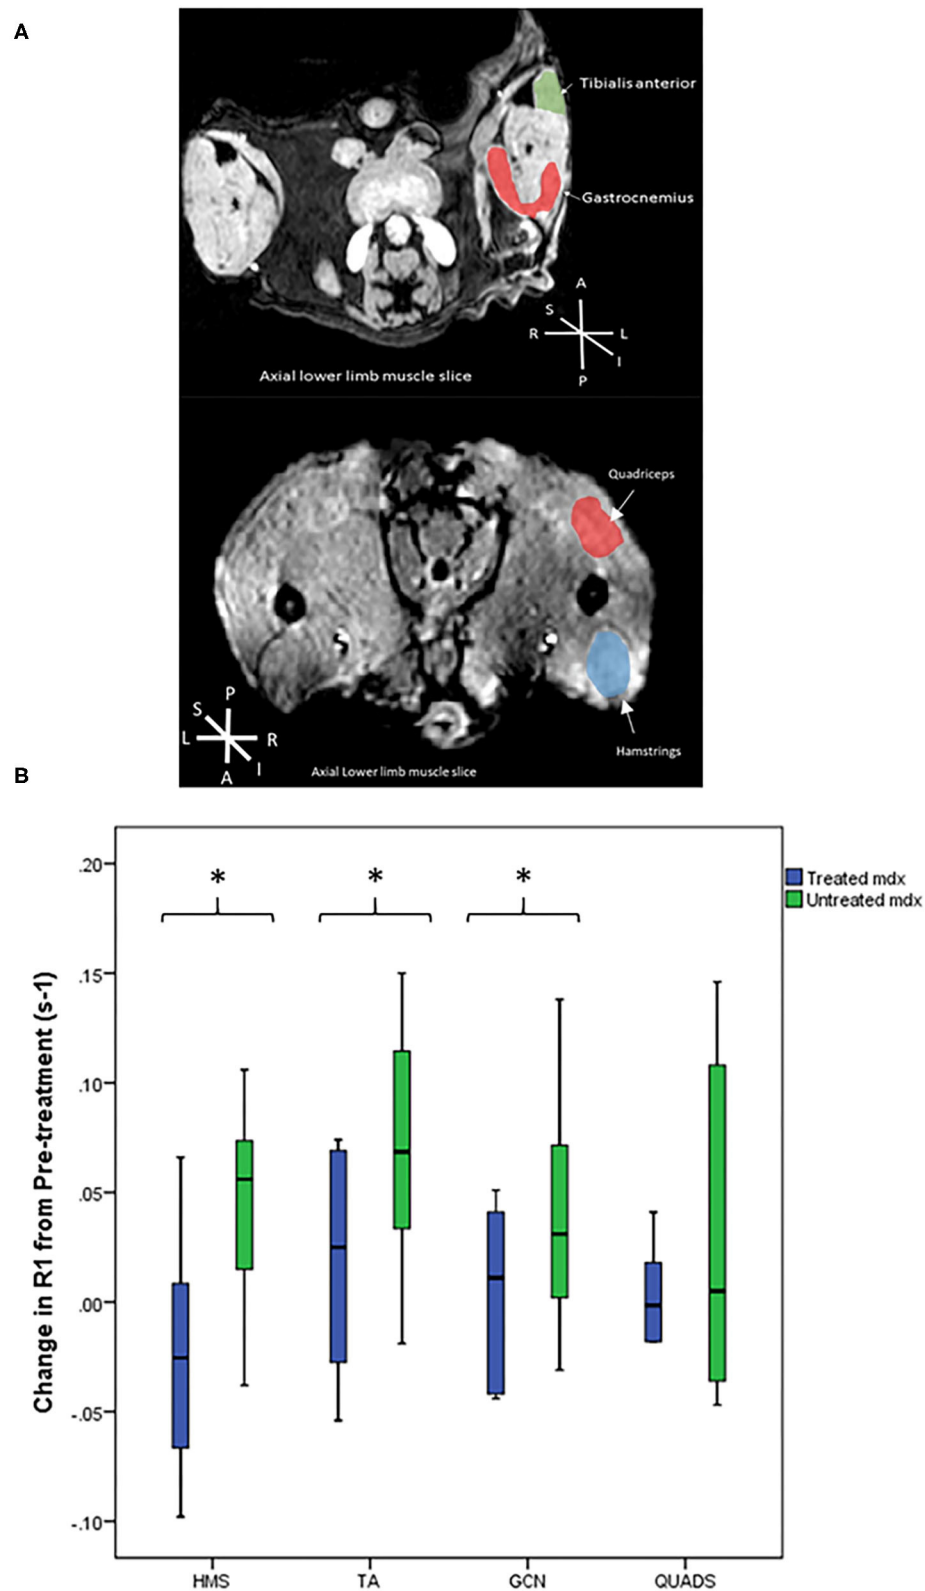 A
Tibialis anterior
Gastrocnemius
A
S
R
L
I
P
Axial lower limb muscle slice
Quadriceps
P
S
L
R
I
A
Hamstrings
Axial Lower limb muscle slice
B
.20
.15
.10
.05
.00
-.05
-.10
Change in R1 from Pre-treatment (s-1)
* * *
Treated mdx
Untreated mdx
HMS TA GCN QUADS